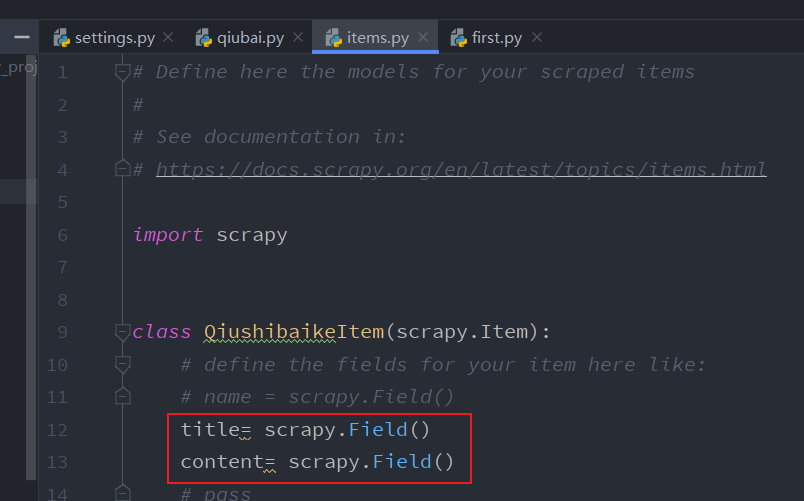 settings.py qiubai.py items.py first.py
_proj
1 # Define here the models for your scraped items
2 #
3 # See documentation in:
4 # https://docs.scrapy.org/en/latest/topics/items.html
5
6 import scrapy
7
8
9 class QiushibaikeItem(scrapy.Item):
10 # define the fields for your item here like:
11 # name = scrapy.Field()
12 title= scrapy.Field()
13 content= scrapy.Field()
14 # pass